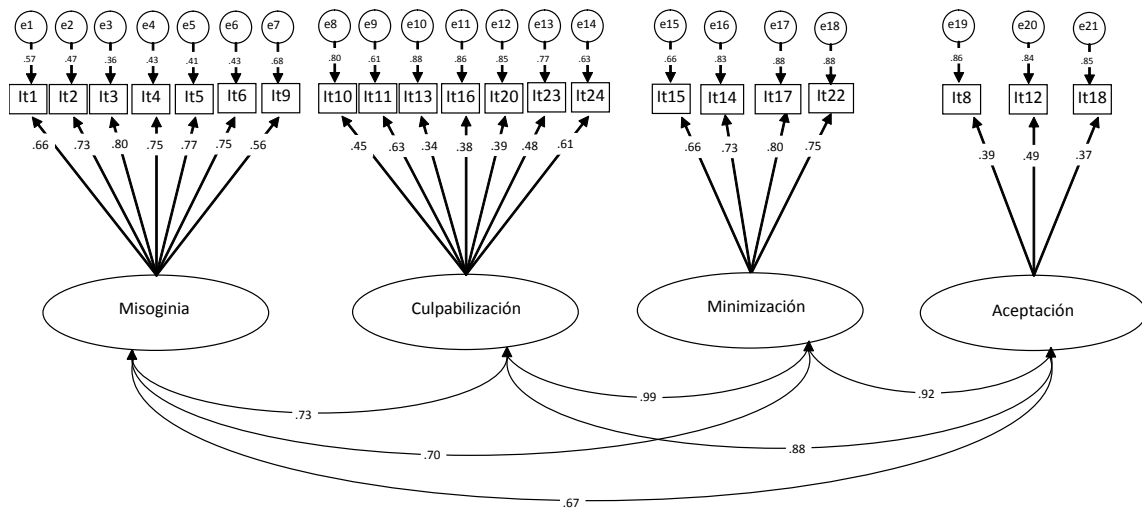 e1 e2 e3 e4 e5 e6 e7 e8 e9 e10 e11 e12 e13 e14 e15 e16 e17 e18 e19 e20 e21
.57 .47 .36 .43 .41 .43 .68 .80 .61 .88 .86 .85 .77 .63 .66 .83 .88 .88 .86 .84 .85
It1 It2 It3 It4 It5 It6 It9 It10 It11 It13 It16 It20 It23 It24 It15 It14 It17 It22 It8 It12 It18
.66 .73 .80 .75 .77 .75 .56 .45 .63 .34 .38 .39 .48 .61 .66 .73 .80 .75 .39 .49 .37
Misoginia Culpabilización Minimización Aceptación
.73 .99 .92
.70 .88
.67